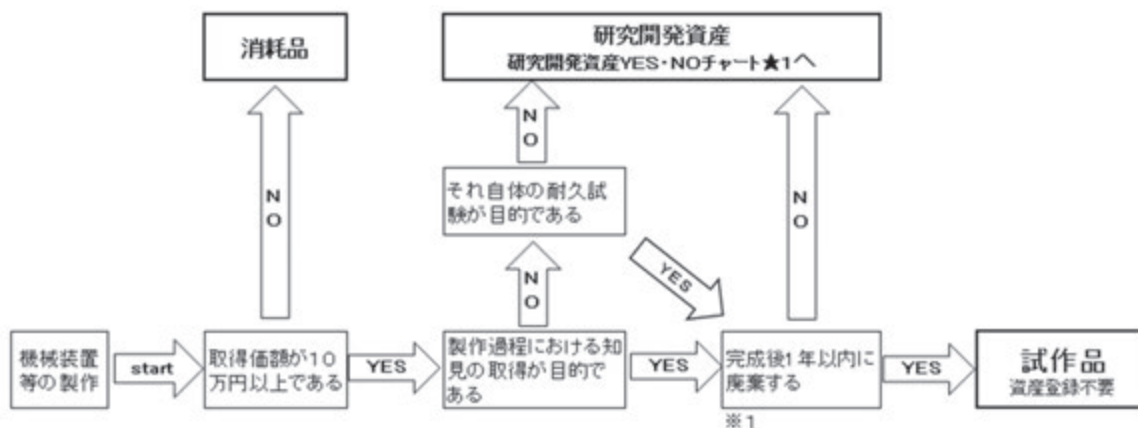 消耗品
研究開発資産
研究開発資産YES・NOチャート★1へ
NO
NO
NO
それ自体の耐久試
験が目的である
NO
YES
機械装置
等の製作
start
取得価額が10
万円以上である
YES
製作過程における知
見の取得が目的で
ある
YES
完成後1年以内に
廃棄する
※1
YES
試作品
資産登録不要